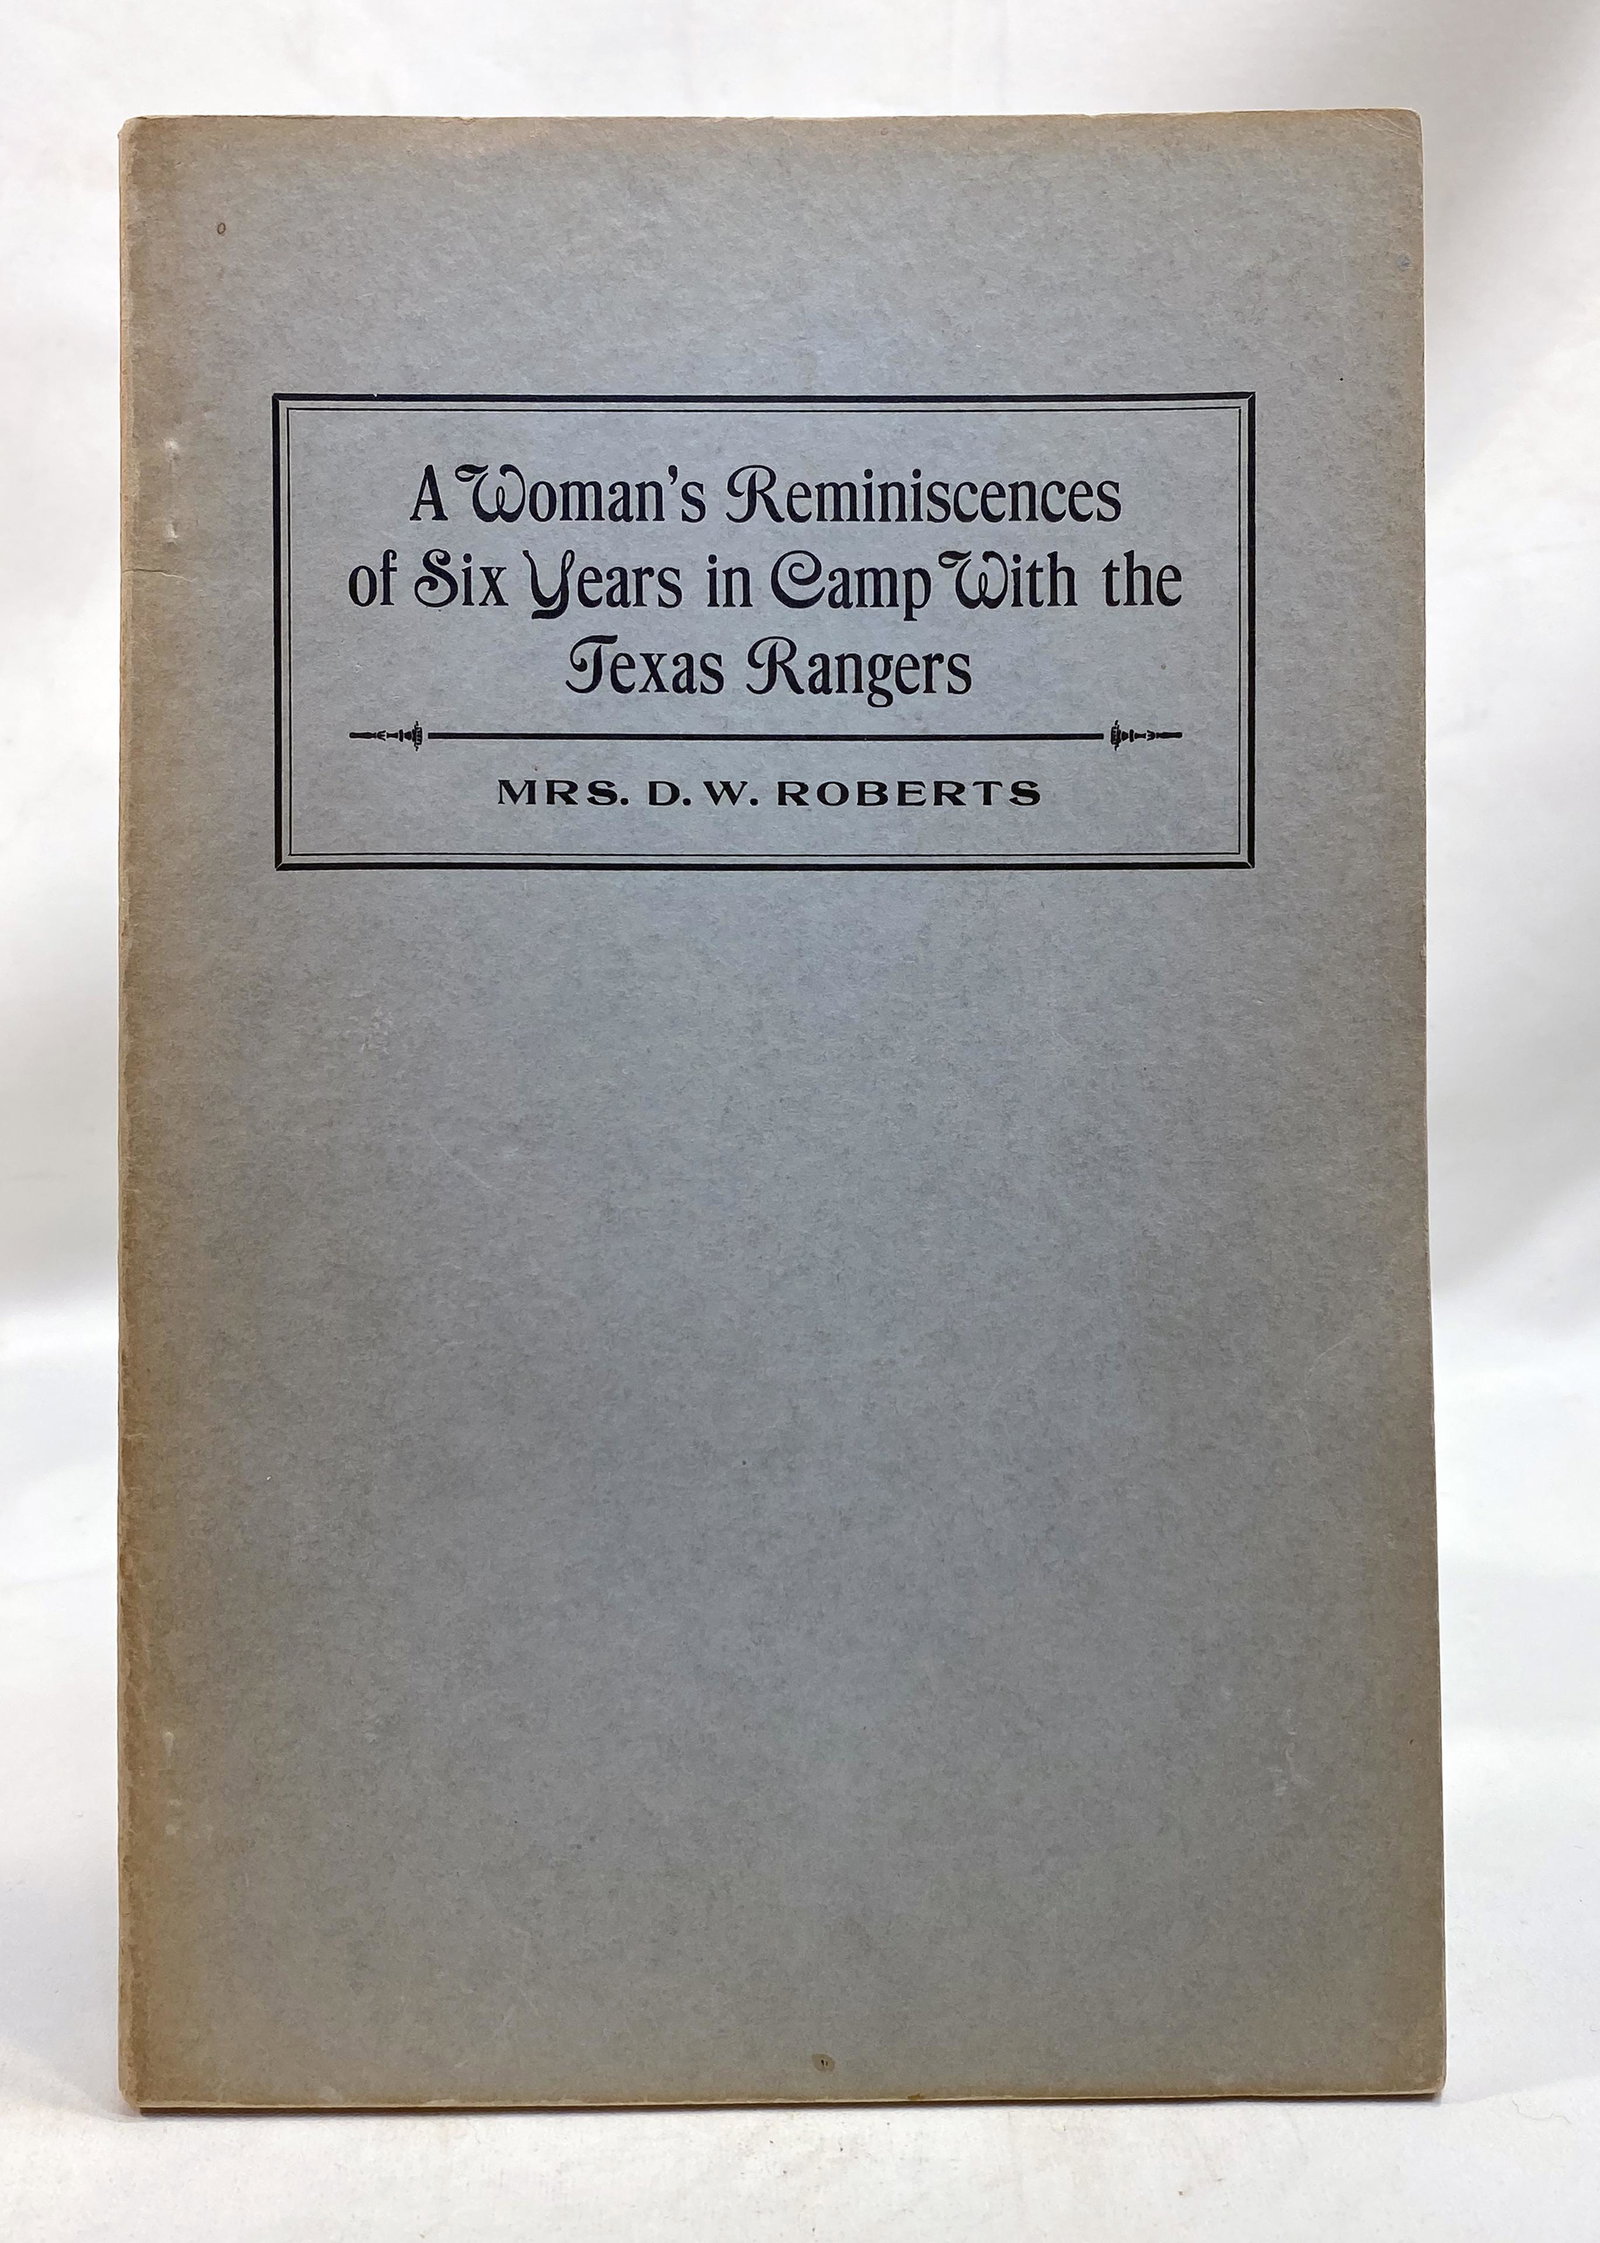 A Woman's Reminiscences
of Six Years in Camp With the
Texas Rangers
MRS. D. W. ROBERTS